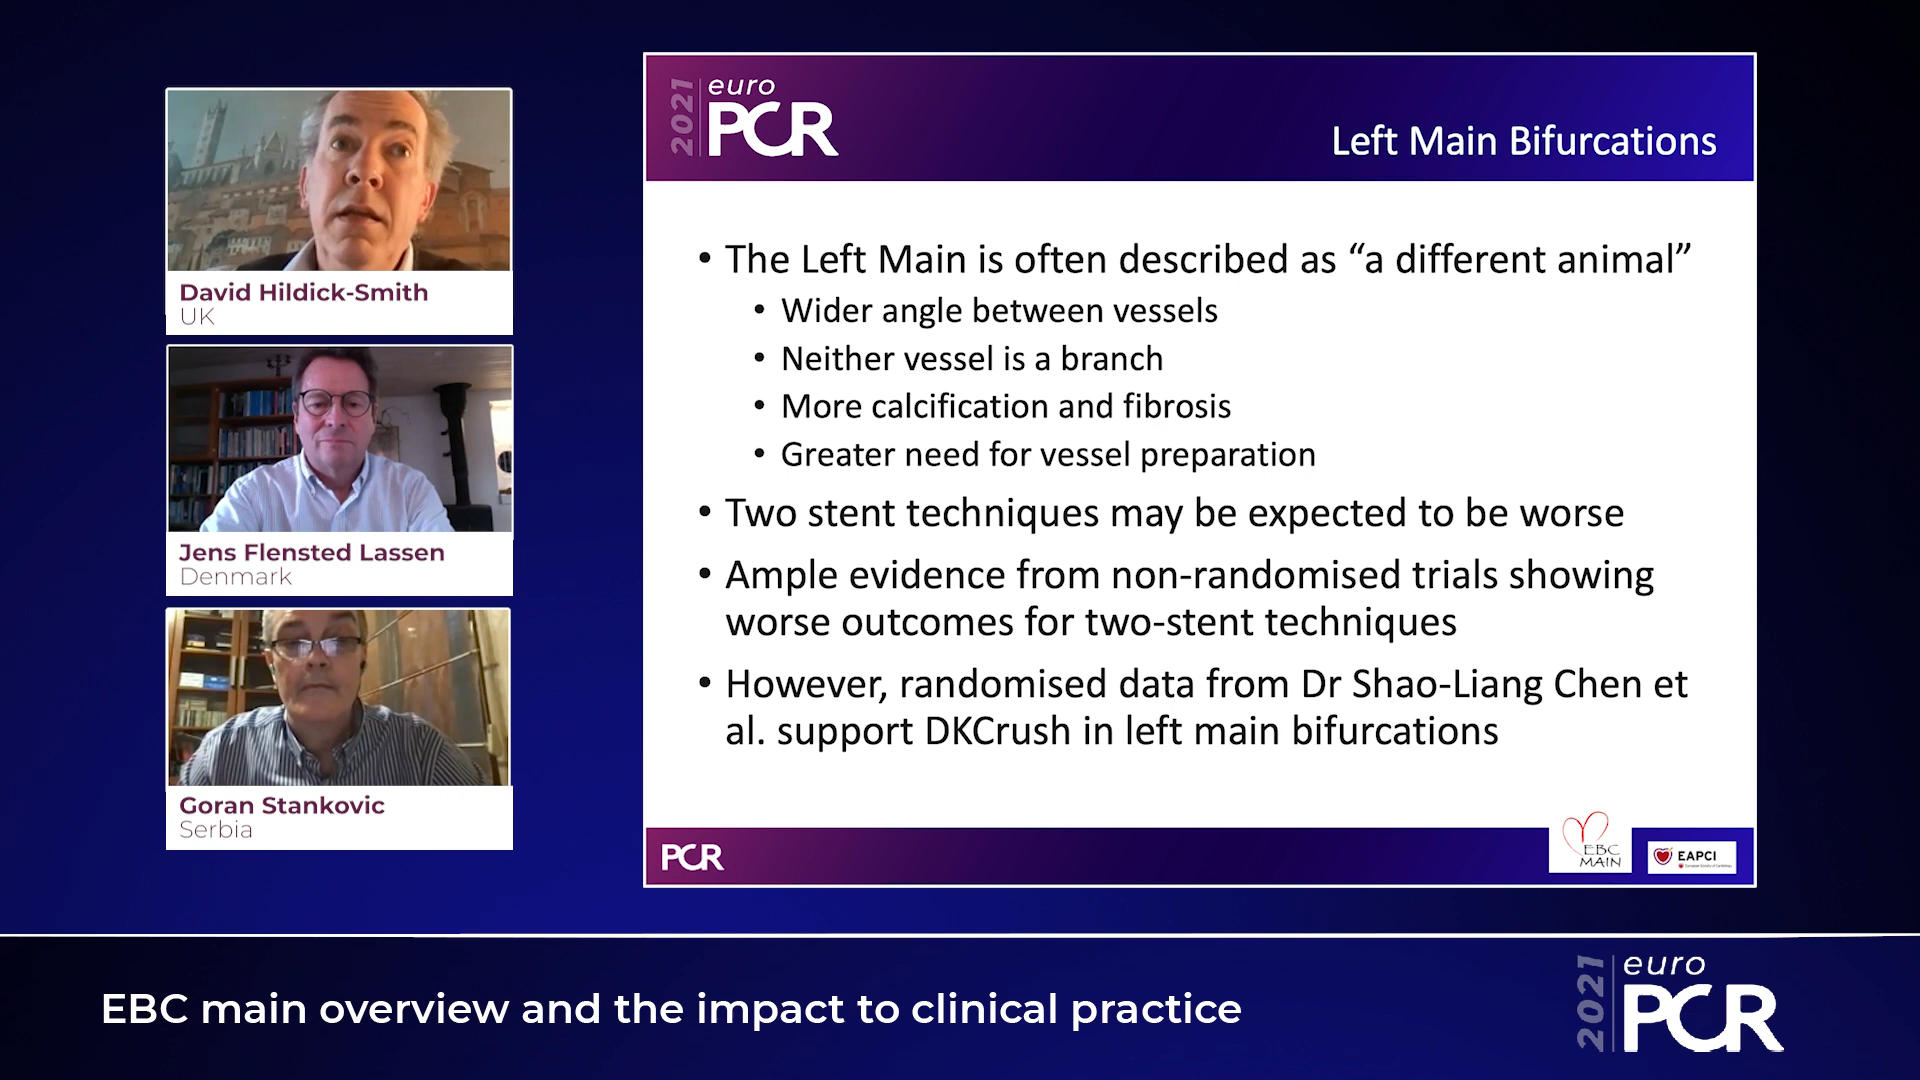 David Hildick-Smith
UK
Jens Flensted Lassen
Denmark
Goran Stankovic
Serbia
2021
euro
PCR
Left Main Bifurcations
• The Left Main is often described as “a different animal”
• Wider angle between vessels
• Neither vessel is a branch
• More calcification and fibrosis
• Greater need for vessel preparation
• Two stent techniques may be expected to be worse
• Ample evidence from non-randomised trials showing
worse outcomes for two-stent techniques
• However, randomised data from Dr Shao-Liang Chen et
al. support DKCrush in left main bifurcations
PCR
EBC
MAIN
EAPCI
EBC main overview and the impact to clinical practice
2021
euro
PCR